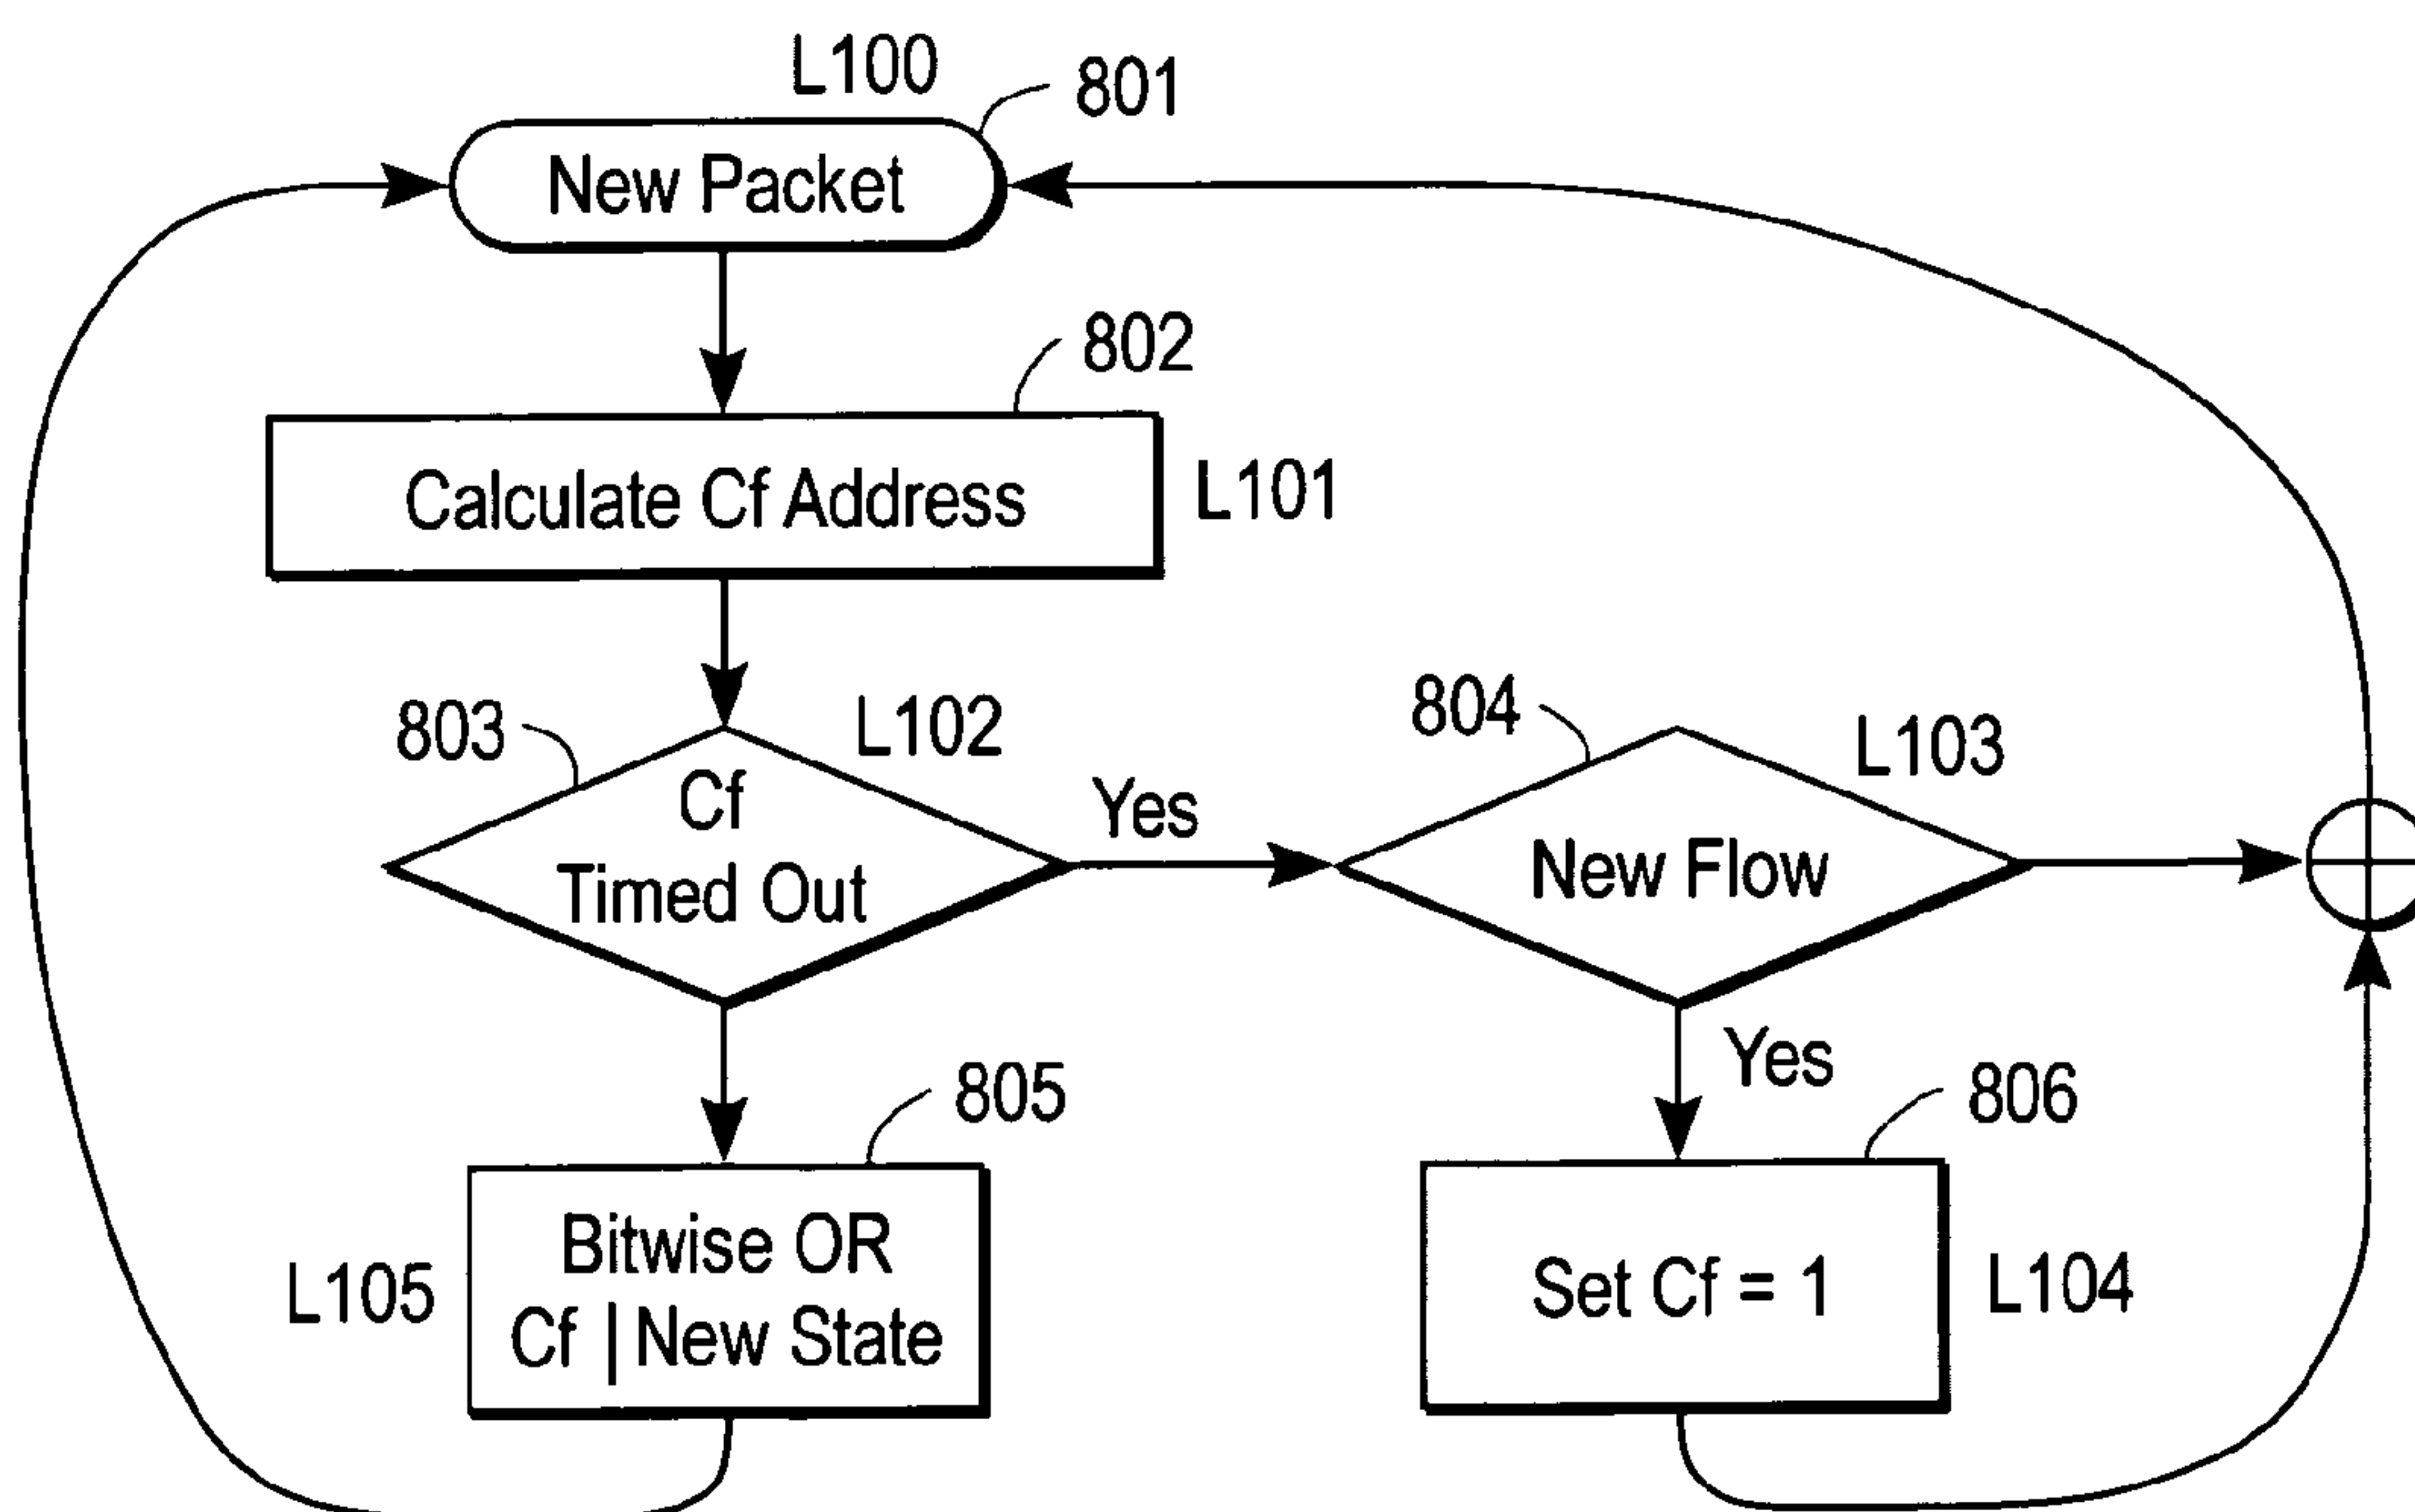 L100
801
New Packet
802
Calculate Cf Address
L101
803
L102
Cf
Timed Out
Yes
804
L103
New Flow
Yes
805
Bitwise OR
Cf | New State
L105
806
Set Cf = 1
L104